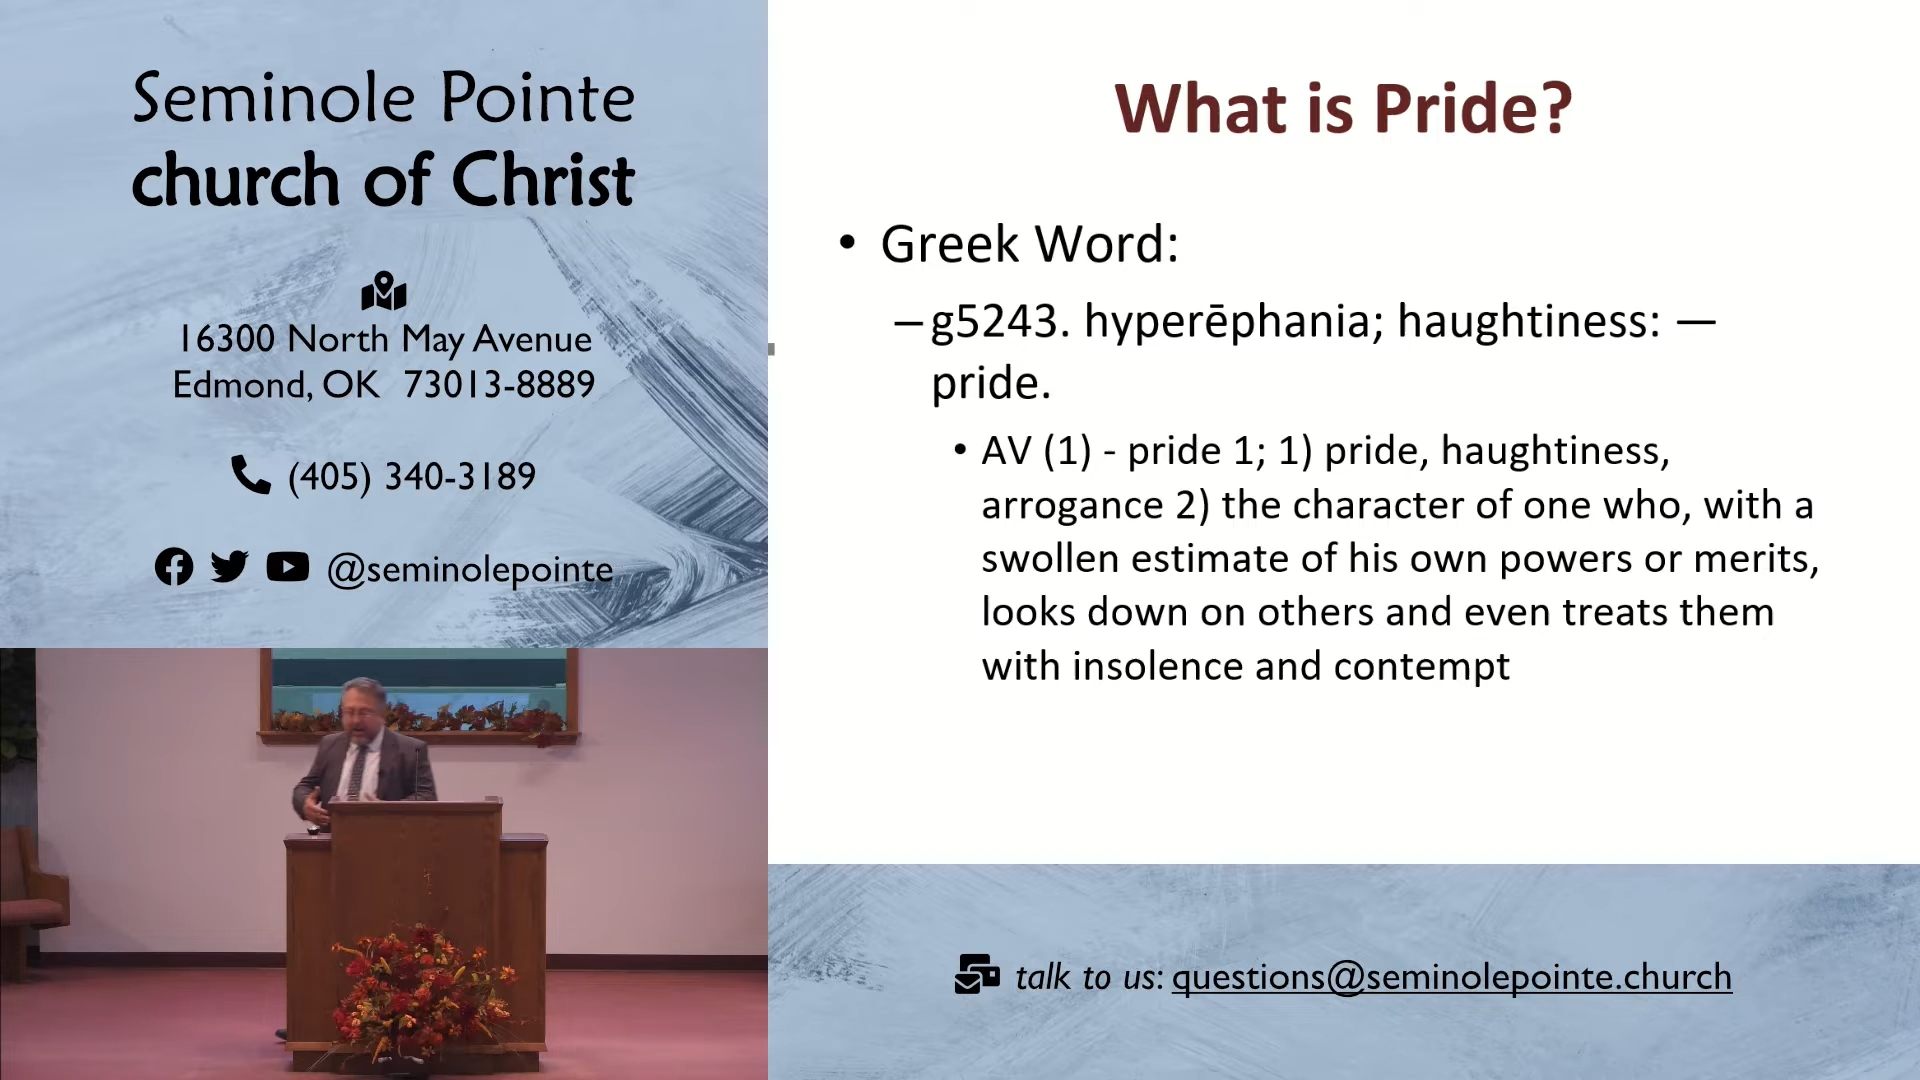 Seminole Pointe
church of Christ
16300 North May Avenue
Edmond, OK 73013-8889
(405) 340-3189
@seminolepointe
What is Pride?
• Greek Word:
–g5243. hyperēphania; haughtiness: —
pride.
• AV (1) - pride 1; 1) pride, haughtiness,
arrogance 2) the character of one who, with a
swollen estimate of his own powers or merits,
looks down on others and even treats them
with insolence and contempt
talk to us: questions@seminolepointe.church